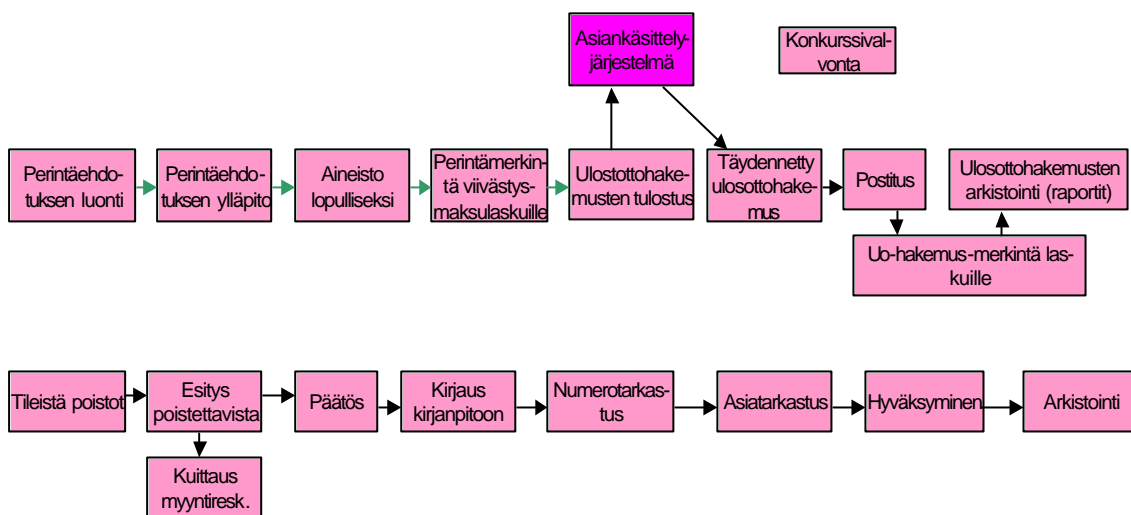 Asiankäsittely-
järjestelmä
Konkurssival-
vonta
Perintäehdo-
tuksen luonti
Perintäehdo-
tuksen ylläpito
Aineisto
lopulliseksi
Perintämerkin-
tä viivästys-
maksulaskuille
Ulostottohake-
musten tulostus
Täydennetty
ulosottohake-
mus
Postitus
Ulosottohakemusten
arkistointi (raportit)
Uo-hakemus-merkintä las-
kuille
Tileistä poistot
Esitys
poistettavista
Päätös
Kirjaus
kirjanpitoon
Numerotarkas-
tus
Asiatarkastus
Hyväksyminen
Arkistointi
Kuittaus
myyntiresk.